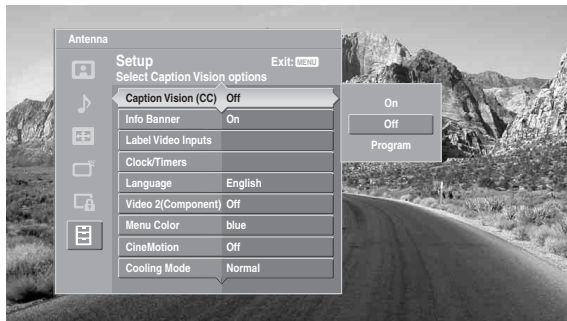 Antenna
Setup Exit: MENU
Select Caption Vision options
Caption Vision (CC) Off
Info Banner On
Label Video Inputs
Clock/Timers
Language English
Video 2(Component) Off
Menu Color blue
CineMotion Off
Cooling Mode Normal
On
Off
Program